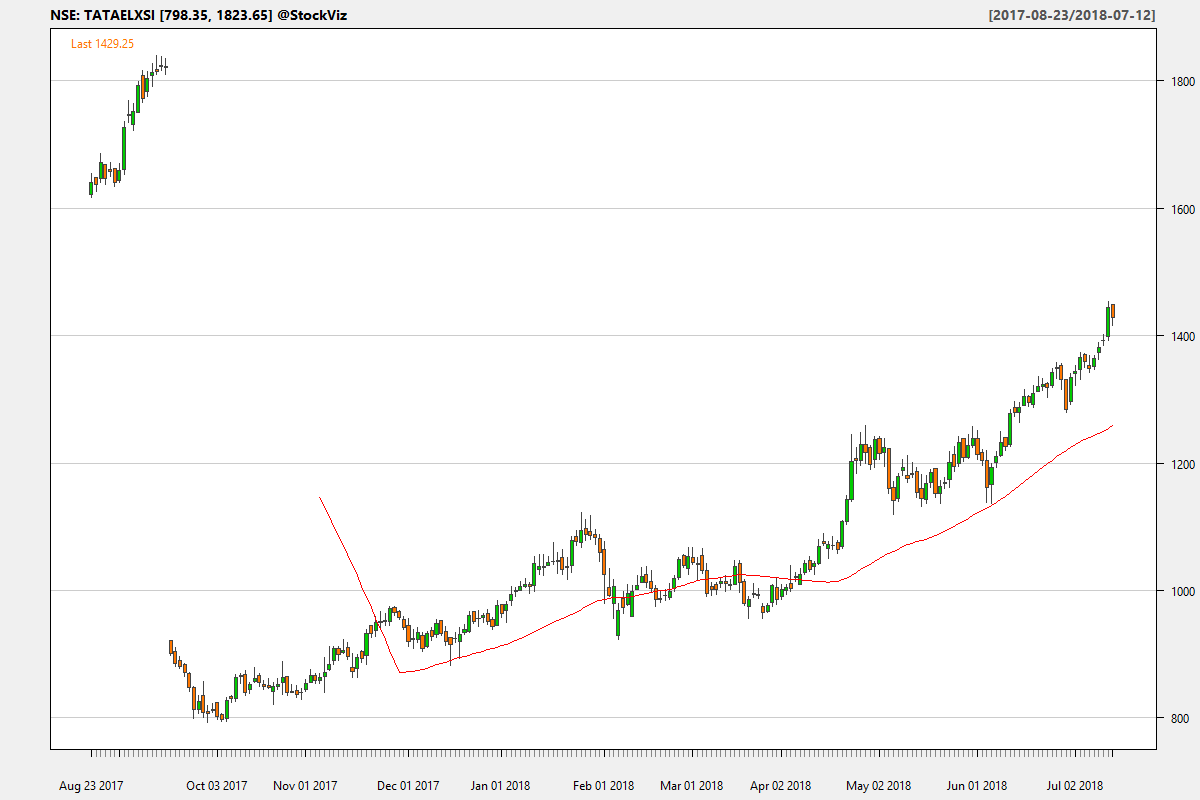 NSE: TATAELXSI [798.35, 1823.65] @StockViz
[2017-08-23/2018-07-12]
Last 1429.25
1800
1600
1400
1200
1000
800
Aug 23 2017
Oct 03 2017
Nov 01 2017
Dec 01 2017
Jan 01 2018
Feb 01 2018
Mar 01 2018
Apr 02 2018
May 02 2018
Jun 01 2018
Jul 02 2018